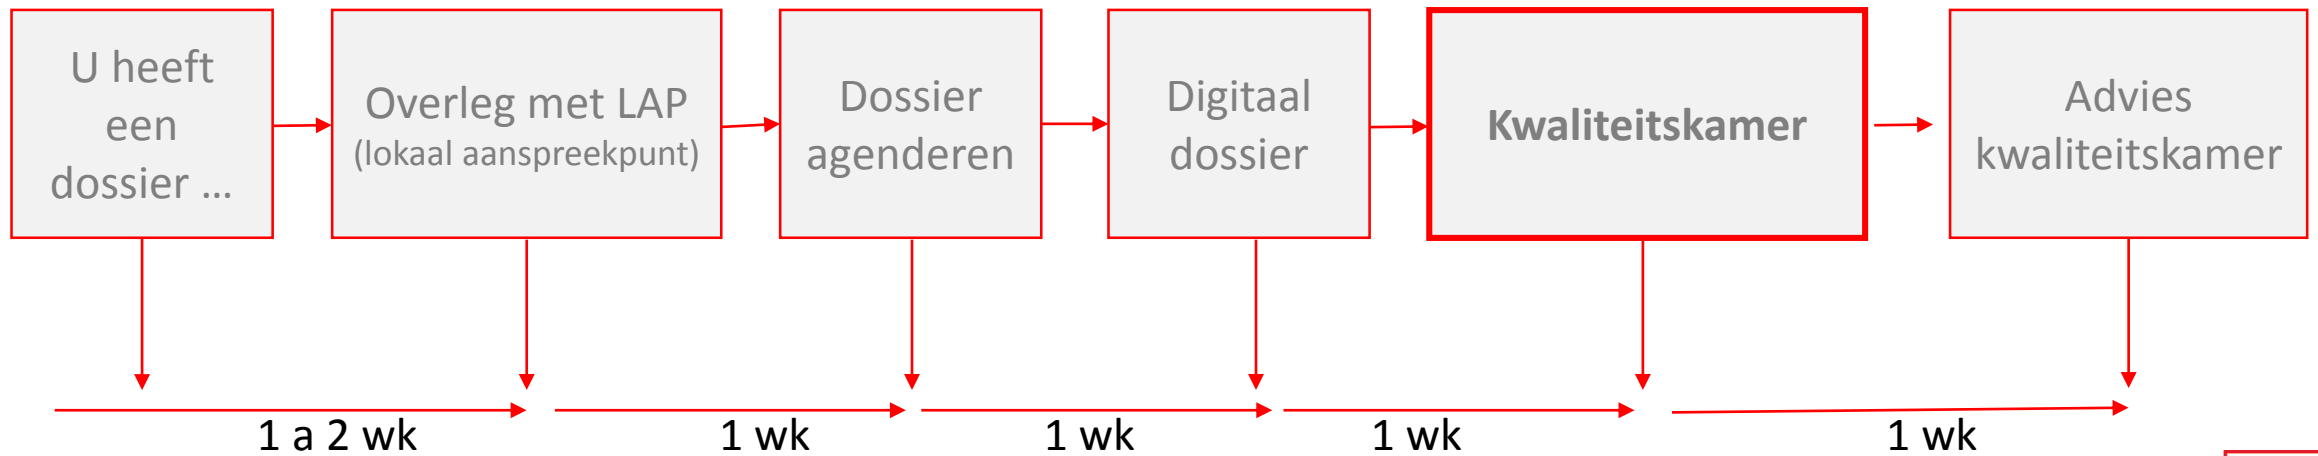 U heeft
een
dossier ...
Overleg met LAP
(lokaal aanspreekpunt)
Dossier
agenderen
Digitaal
dossier
Kwaliteitskamer
Advies
kwaliteitskamer
1 a 2 wk
1 wk
1 wk
1 wk
1 wk